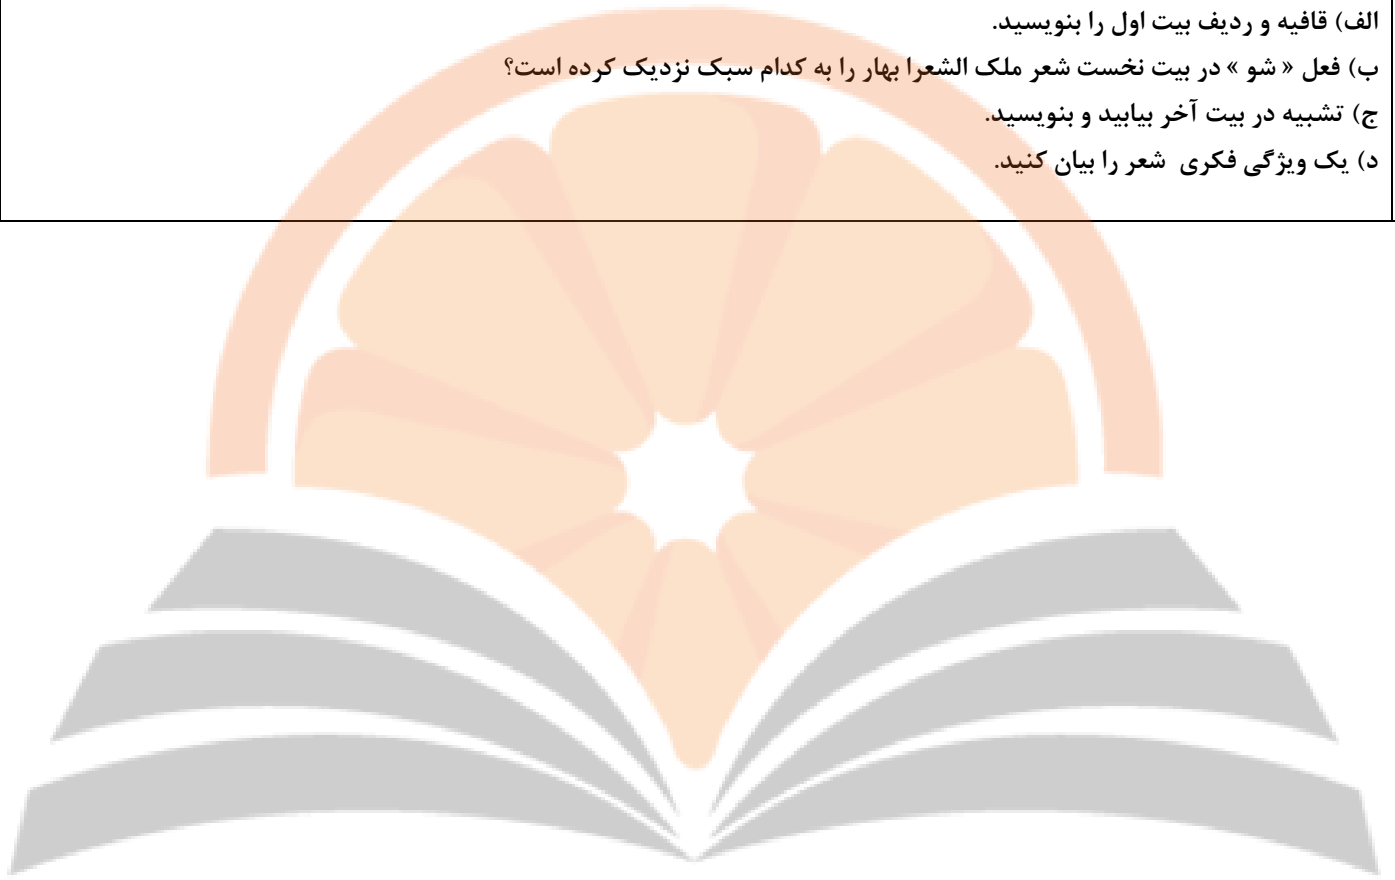 الف) قافیه و ردیف بیت اول را بنویسید.
ب) فعل « شو » در بیت نخست شعر ملک الشعرا بهار را به کدام سبک نزدیک کرده است؟
ج) تشبیه در بیت آخر بیابید و بنویسید.
د) یک ویژگی فکری شعر را بیان کنید.